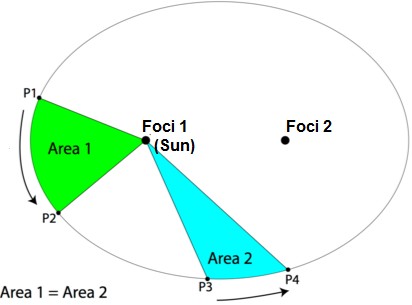 P1
Foci 1
(Sun)
Foci 2
Area 1
P2
Area 2
P3
P4
Area 1 = Area 2